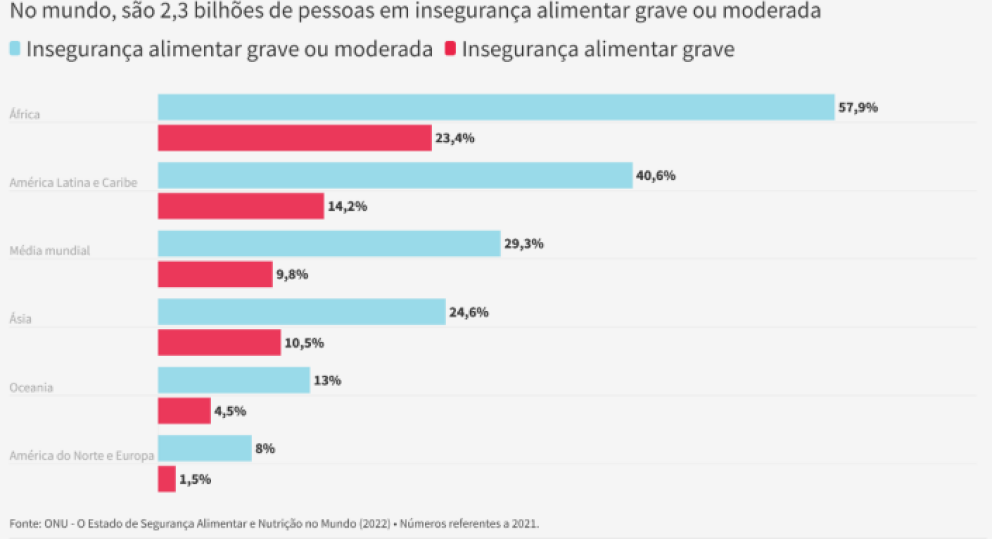 No mundo, são 2,3 bilhões de pessoas em insegurança alimentar grave ou moderada
Insegurança alimentar grave ou moderada Insegurança alimentar grave
África
57,9%
23,4%
América Latina e Caribe
40,6%
14,2%
Média mundial
29,3%
9,8%
Ásia
24,6%
10,5%
Oceania
13%
4,5%
América do Norte e Europa
8%
1,5%
Fonte: ONU - O Estado de Segurança Alimentar e Nutrição no Mundo (2022) • Números referentes a 2021.